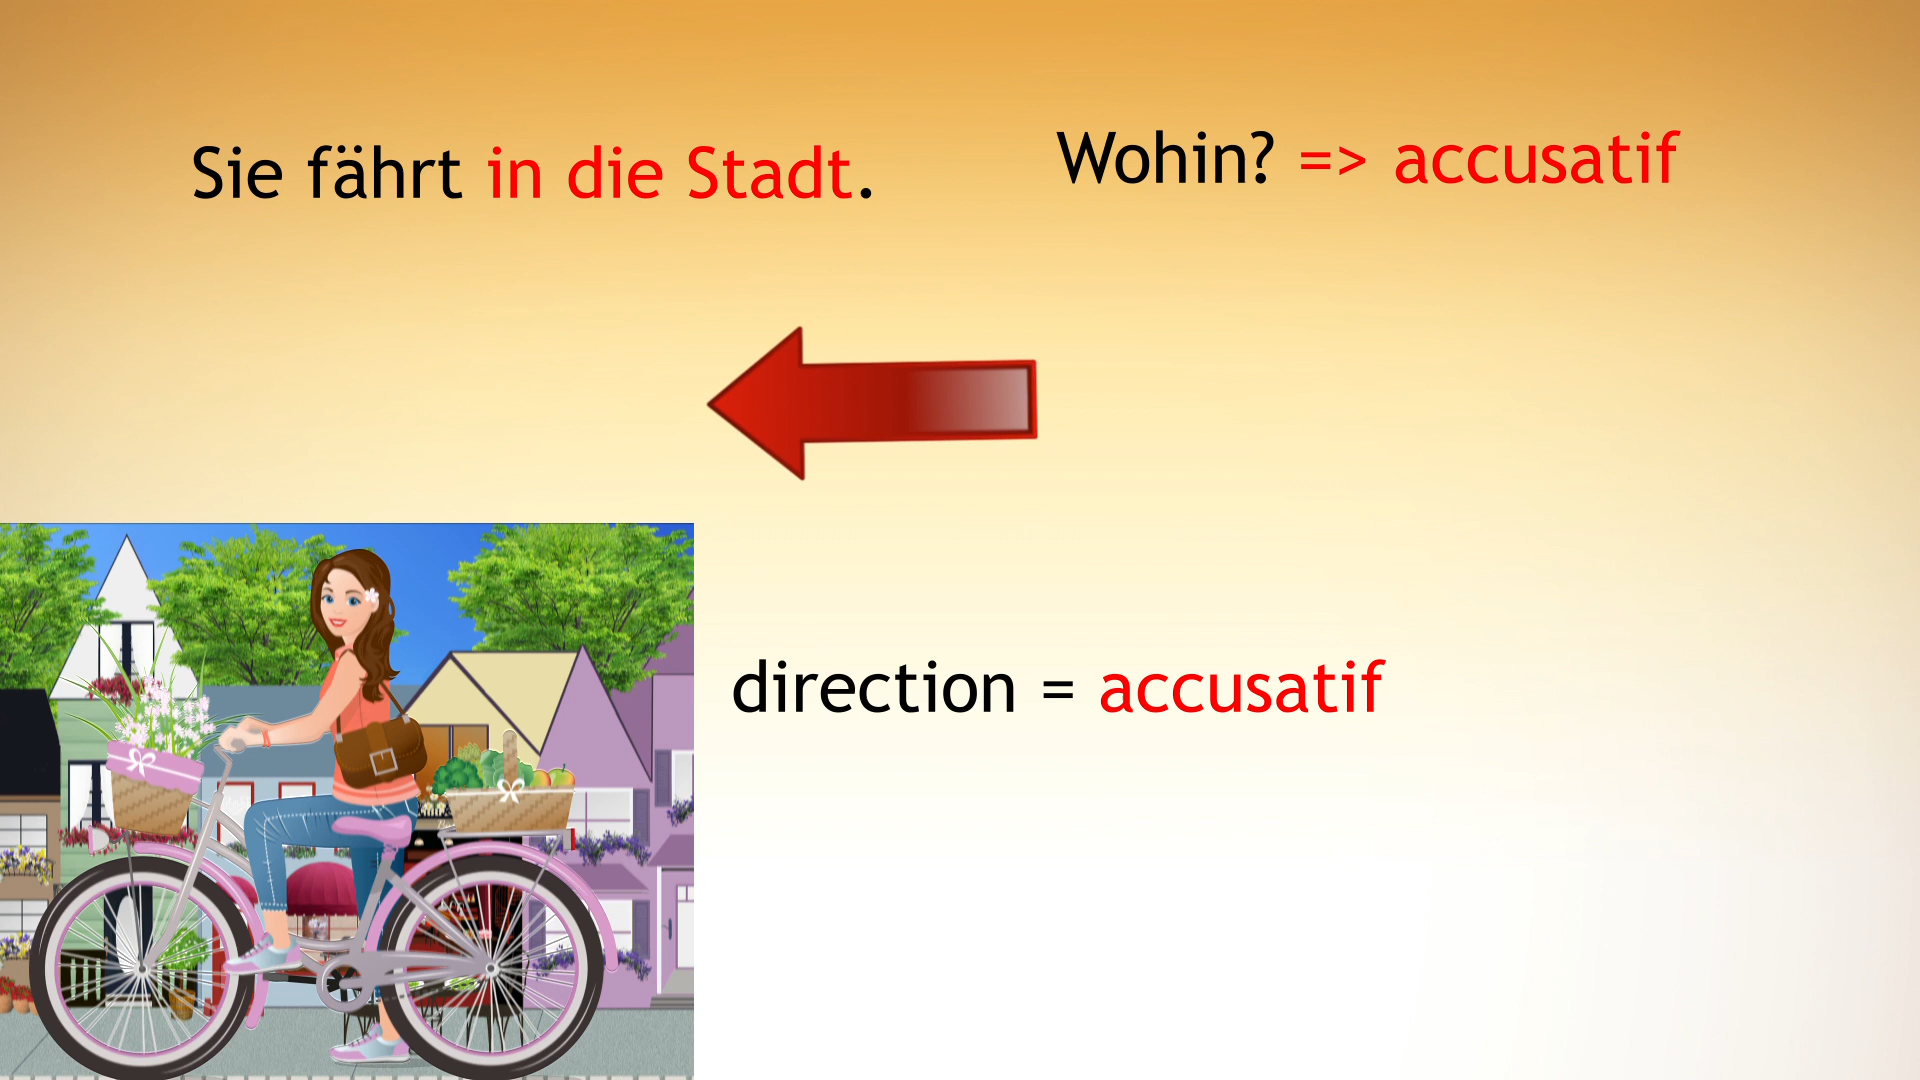 Sie fährt in die Stadt.
Wohin? => accusatif
direction = accusatif